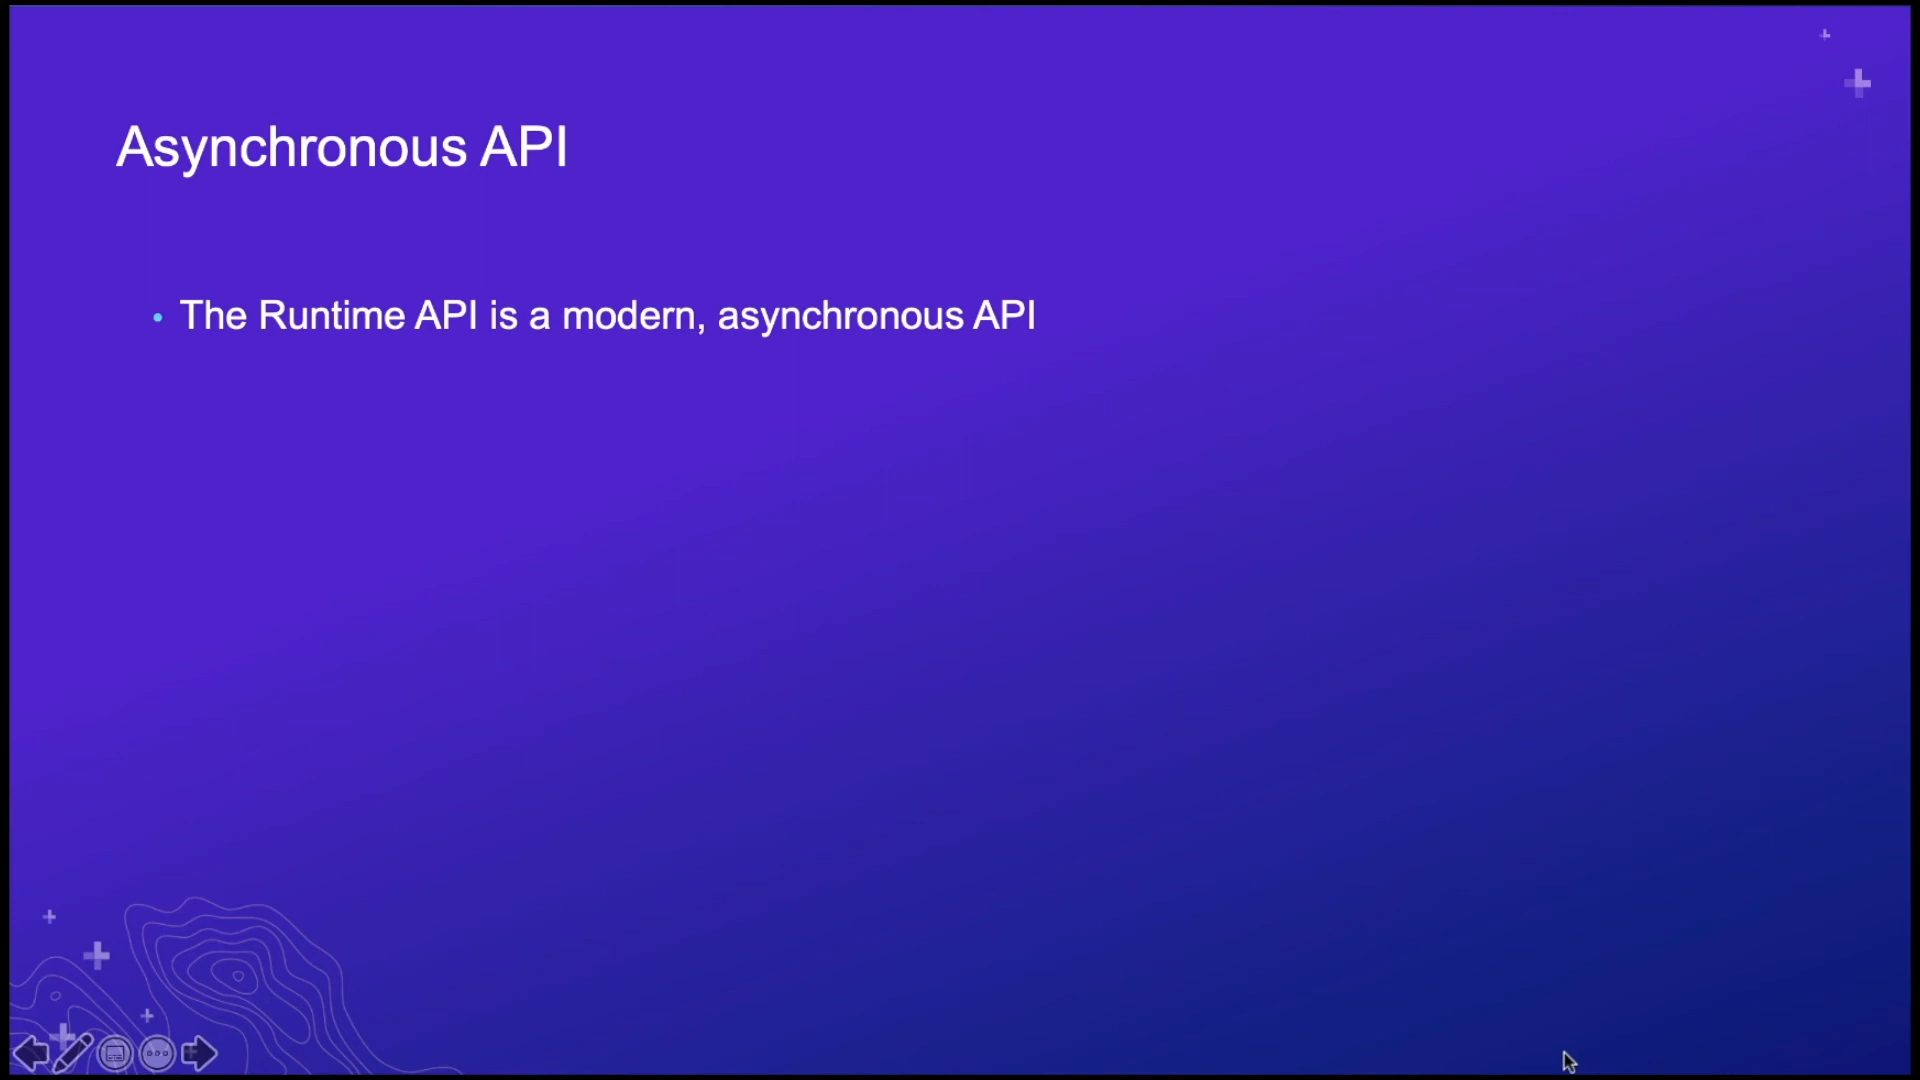 Asynchronous API
• The Runtime API is a modern, asynchronous API